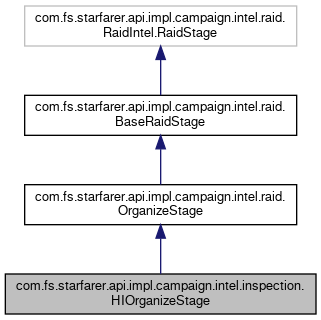 com.fs.starfarer.api.impl.campaign.intel.raid.
RaidIntel.RaidStage
com.fs.starfarer.api.impl.campaign.intel.raid.
BaseRaidStage
com.fs.starfarer.api.impl.campaign.intel.raid.
OrganizeStage
com.fs.starfarer.api.impl.campaign.intel.inspection.
HIOrganizeStage